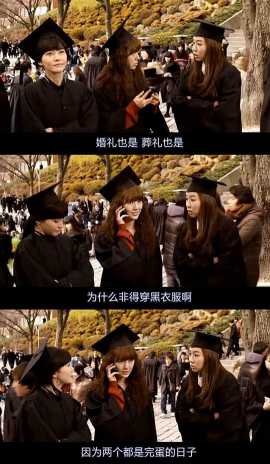 婚礼也是 葬礼也是
为什么非得穿黑衣服啊
因为两个都是完蛋的日子